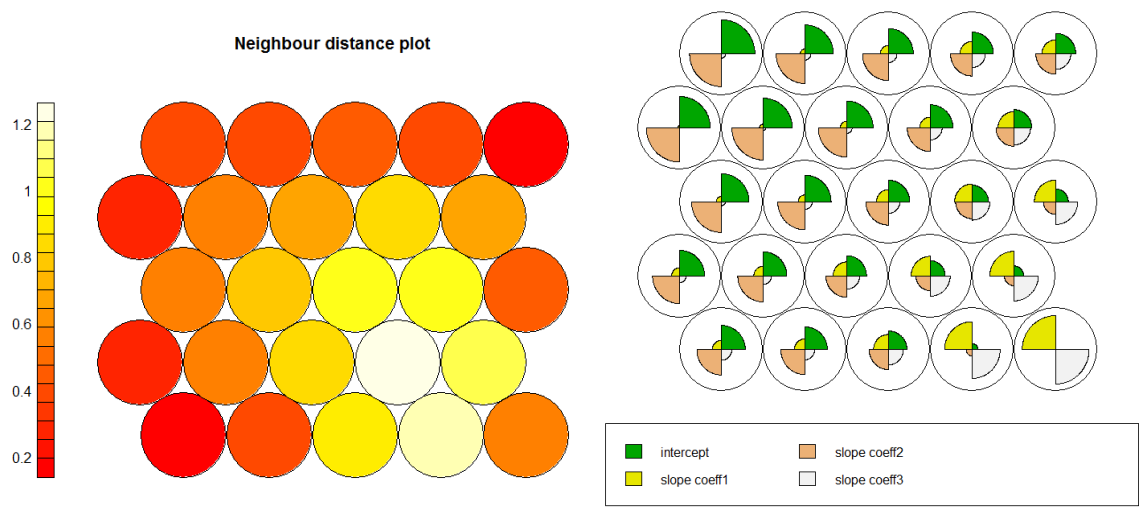 Neighbour distance plot
1.2
1
0.8
0.6
0.4
0.2
intercept
slope coeff2
slope coeff1
slope coeff3